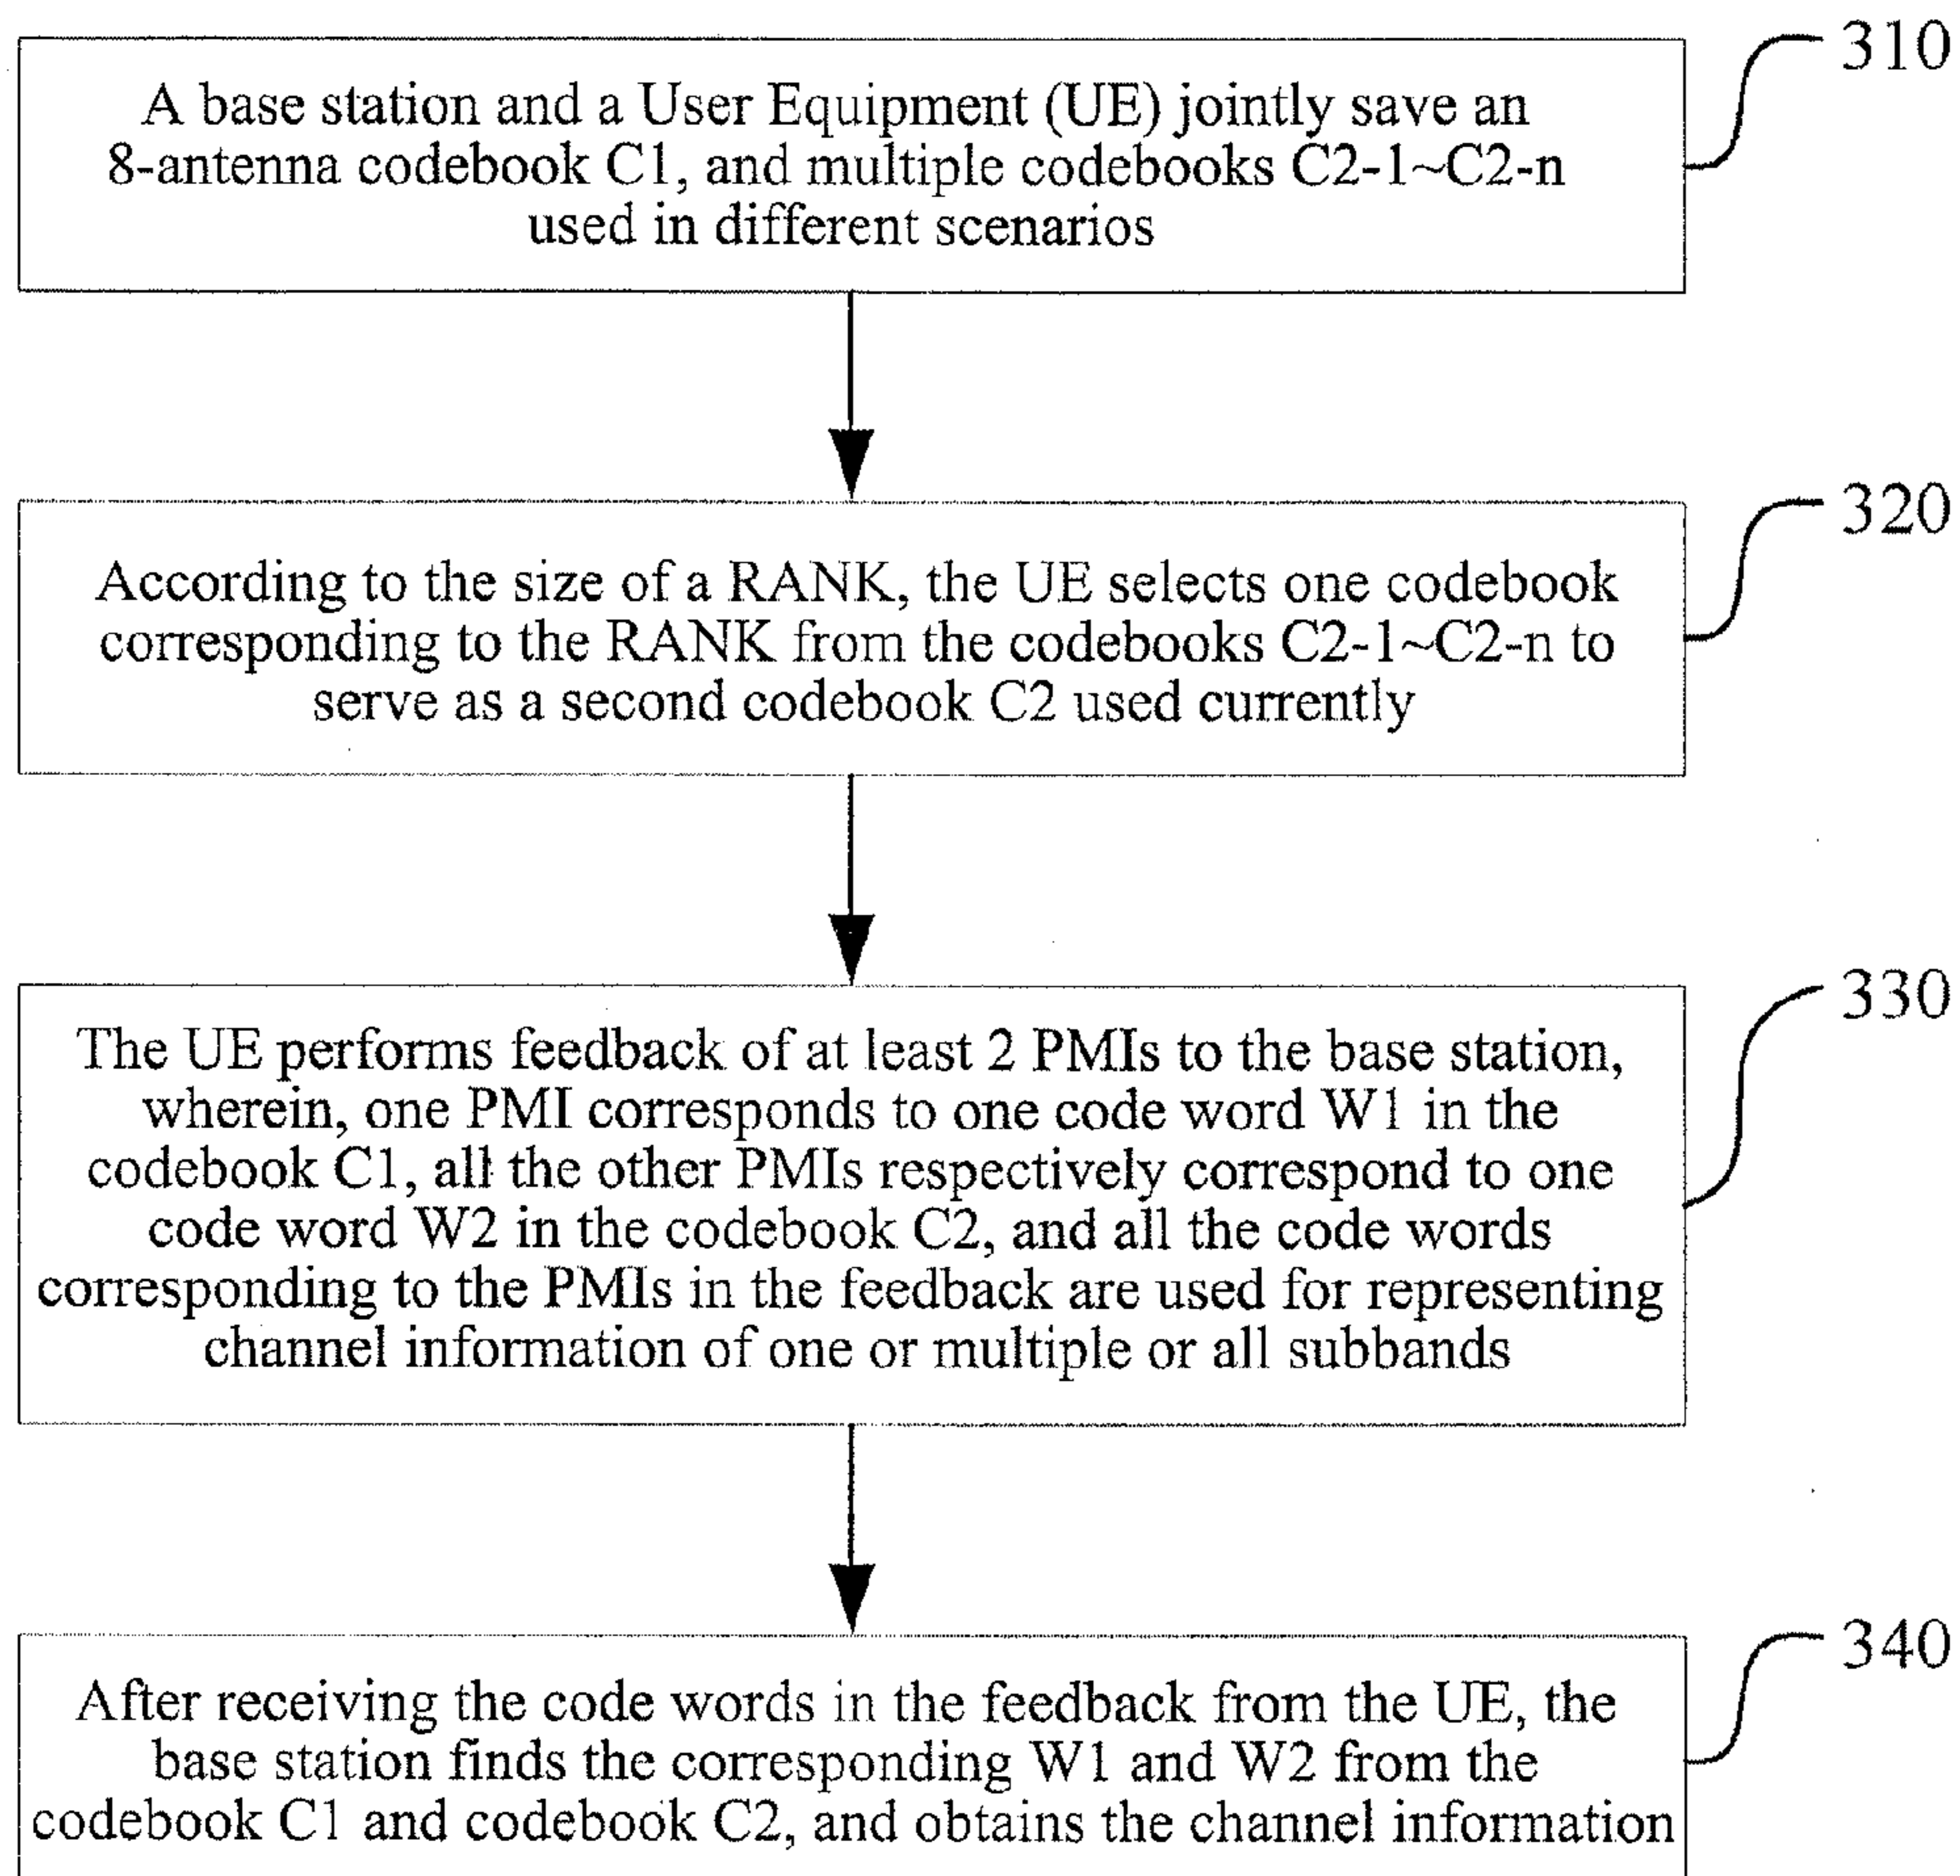 310
A base station and a User Equipment (UE) jointly save an
8-antenna codebook C1, and multiple codebooks C2-1~C2-n
used in different scenarios
320
According to the size of a RANK, the UE selects one codebook
corresponding to the RANK from the codebooks C2-1~C2-n to
serve as a second codebook C2 used currently
330
The UE performs feedback of at least 2 PMIs to the base station,
wherein, one PMI corresponds to one code word W1 in the
codebook C1, all the other PMIs respectively correspond to one
code word W2 in the codebook C2, and all the code words
corresponding to the PMIs in the feedback are used for representing
channel information of one or multiple or all subbands
340
After receiving the code words in the feedback from the UE, the
base station finds the corresponding W1 and W2 from the
codebook C1 and codebook C2, and obtains the channel information